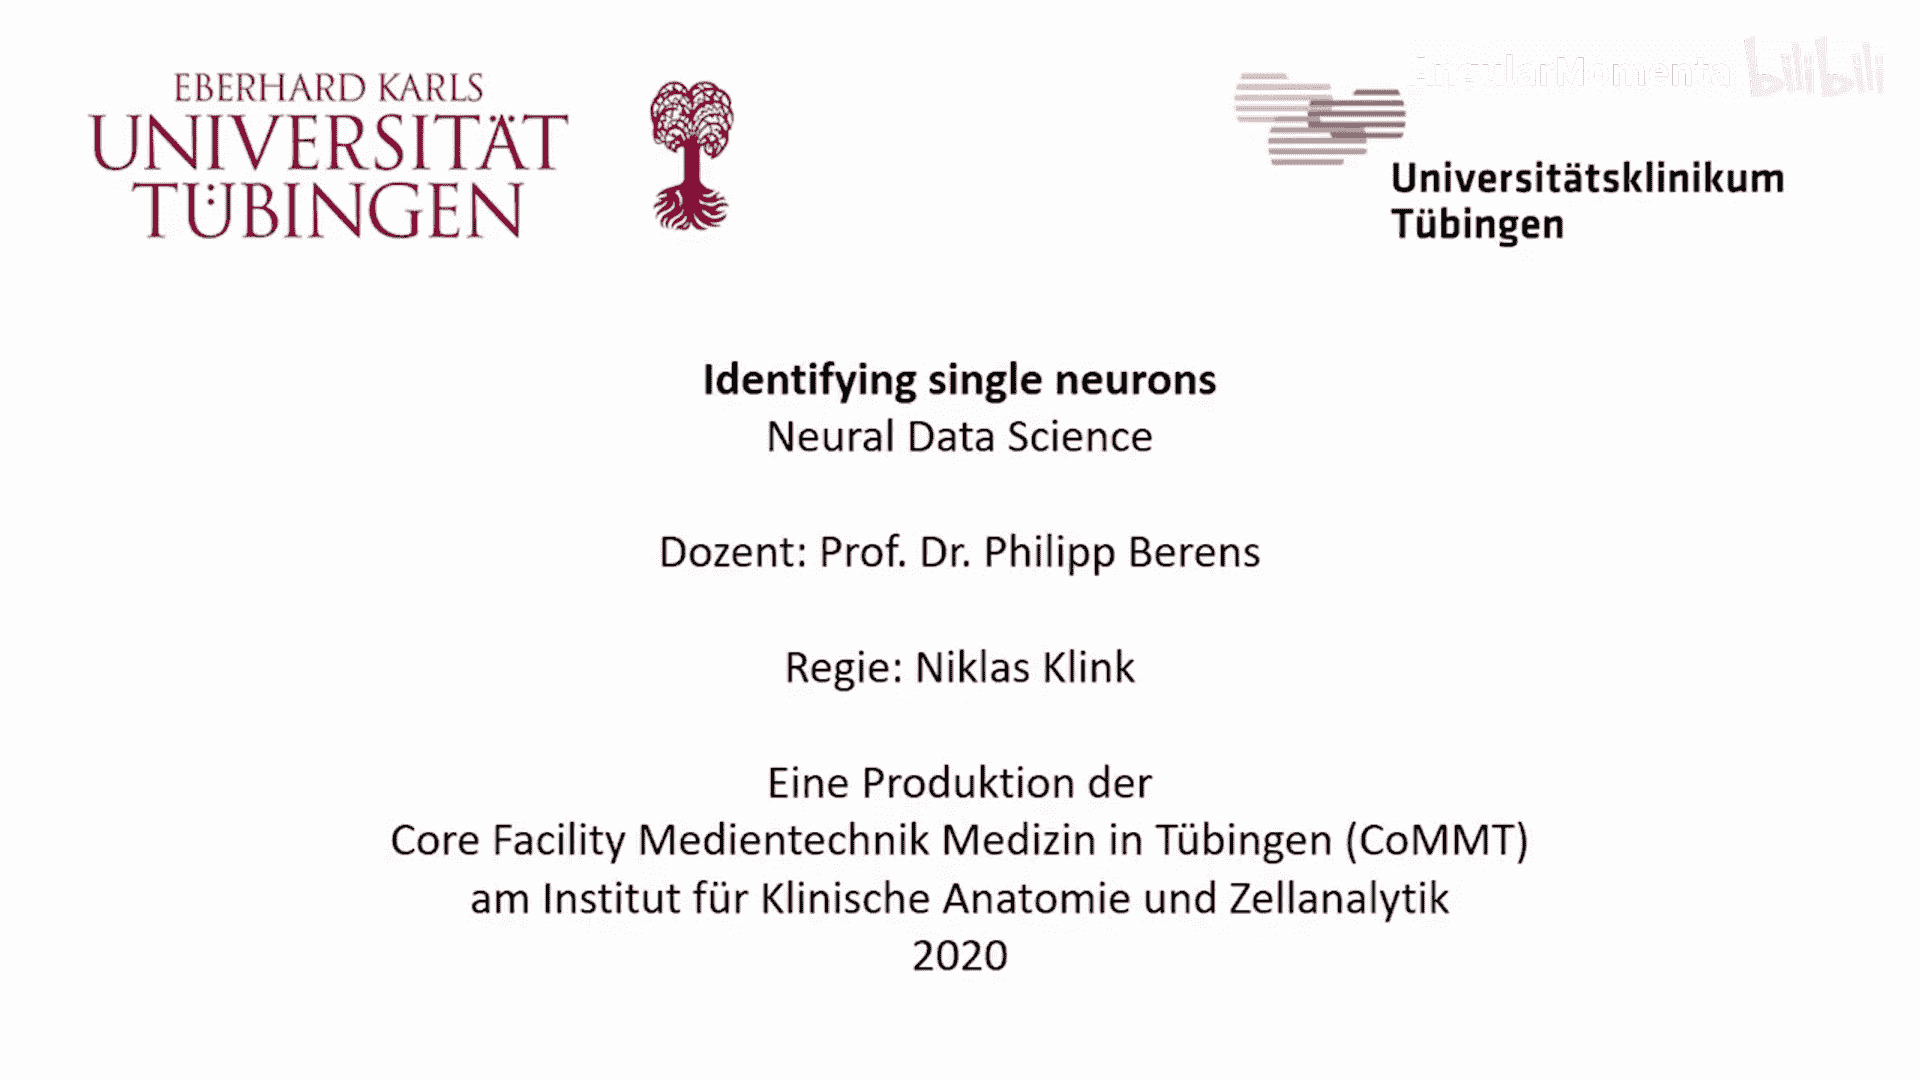 EBERHARD KARLS
UNIVERSITÄT
TÜBINGEN
Universitätsklinikum
Tübingen
bilibili
Identifying single neurons
Neural Data Science
Dozent: Prof. Dr. Philipp Berens
Regie: Niklas Klink
Eine Produktion der
Core Facility Medientechnik Medizin in Tübingen (CoMMT)
am Institut für Klinische Anatomie und Zellanalytik
2020